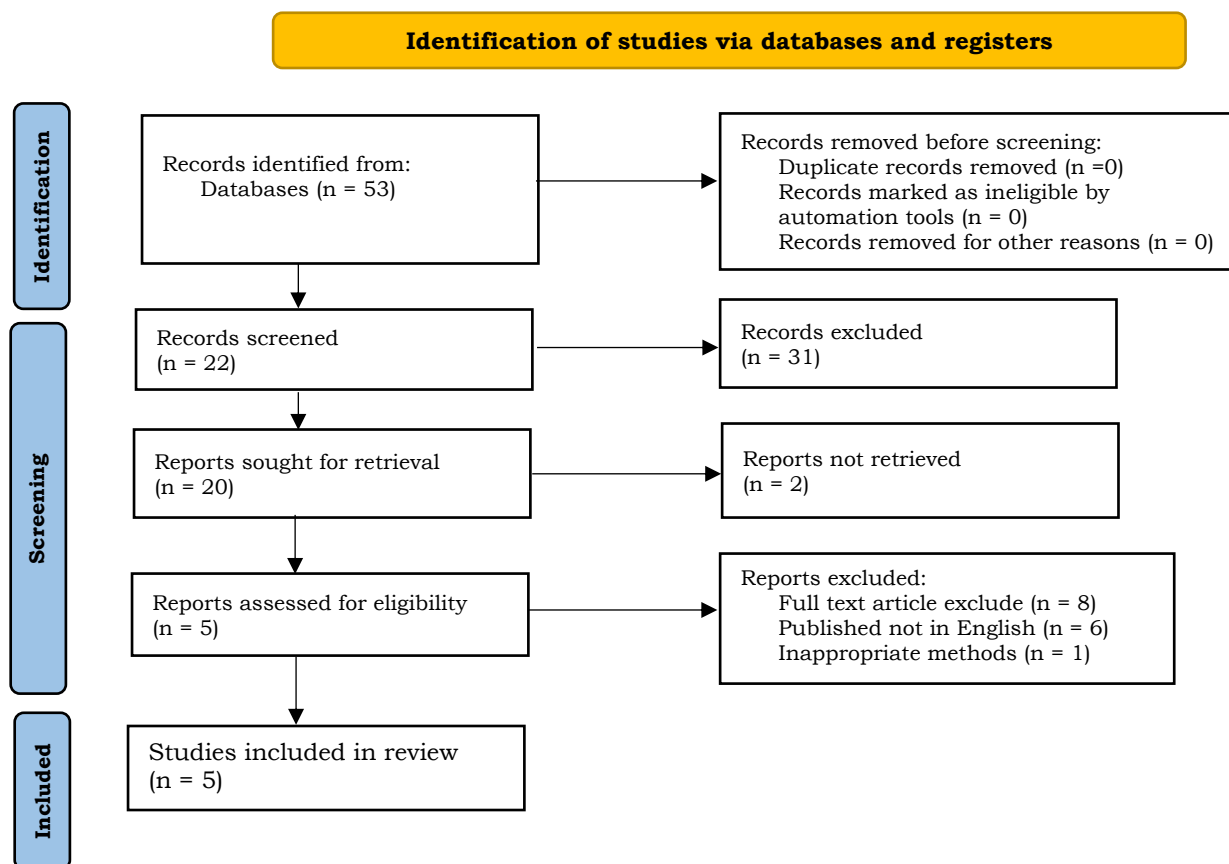 Identification of studies via databases and registers
Identification
Records identified from:
Databases (n = 53)
Records removed before screening:
Duplicate records removed (n =0)
Records marked as ineligible by
automation tools (n = 0)
Records removed for other reasons (n = 0)
Screening
Records screened
(n = 22)
Records excluded
(n = 31)
Reports sought for retrieval
(n = 20)
Reports not retrieved
(n = 2)
Reports assessed for eligibility
(n = 5)
Reports excluded:
Full text article exclude (n = 8)
Published not in English (n = 6)
Inappropriate methods (n = 1)
Included
Studies included in review
(n = 5)